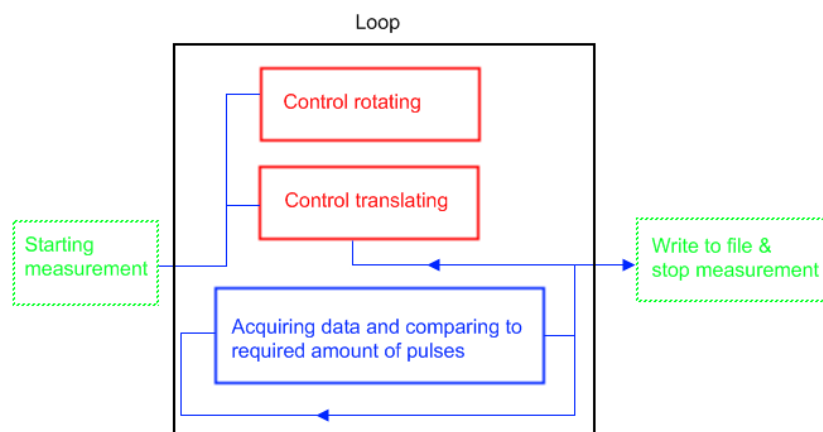 Loop
Control rotating
Control translating
Starting
measurement
Write to file &
stop measurement
Acquiring data and comparing to
required amount of pulses